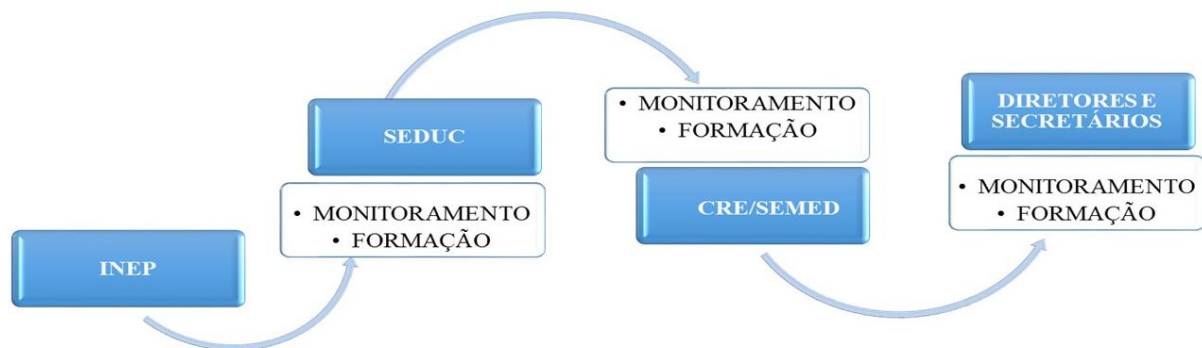 INEP
SEDUC
• MONITORAMENTO
• FORMAÇÃO
• MONITORAMENTO
• FORMAÇÃO
CRE/SEMED
DIRETORES E
SECRETÁRIOS
• MONITORAMENTO
• FORMAÇÃO